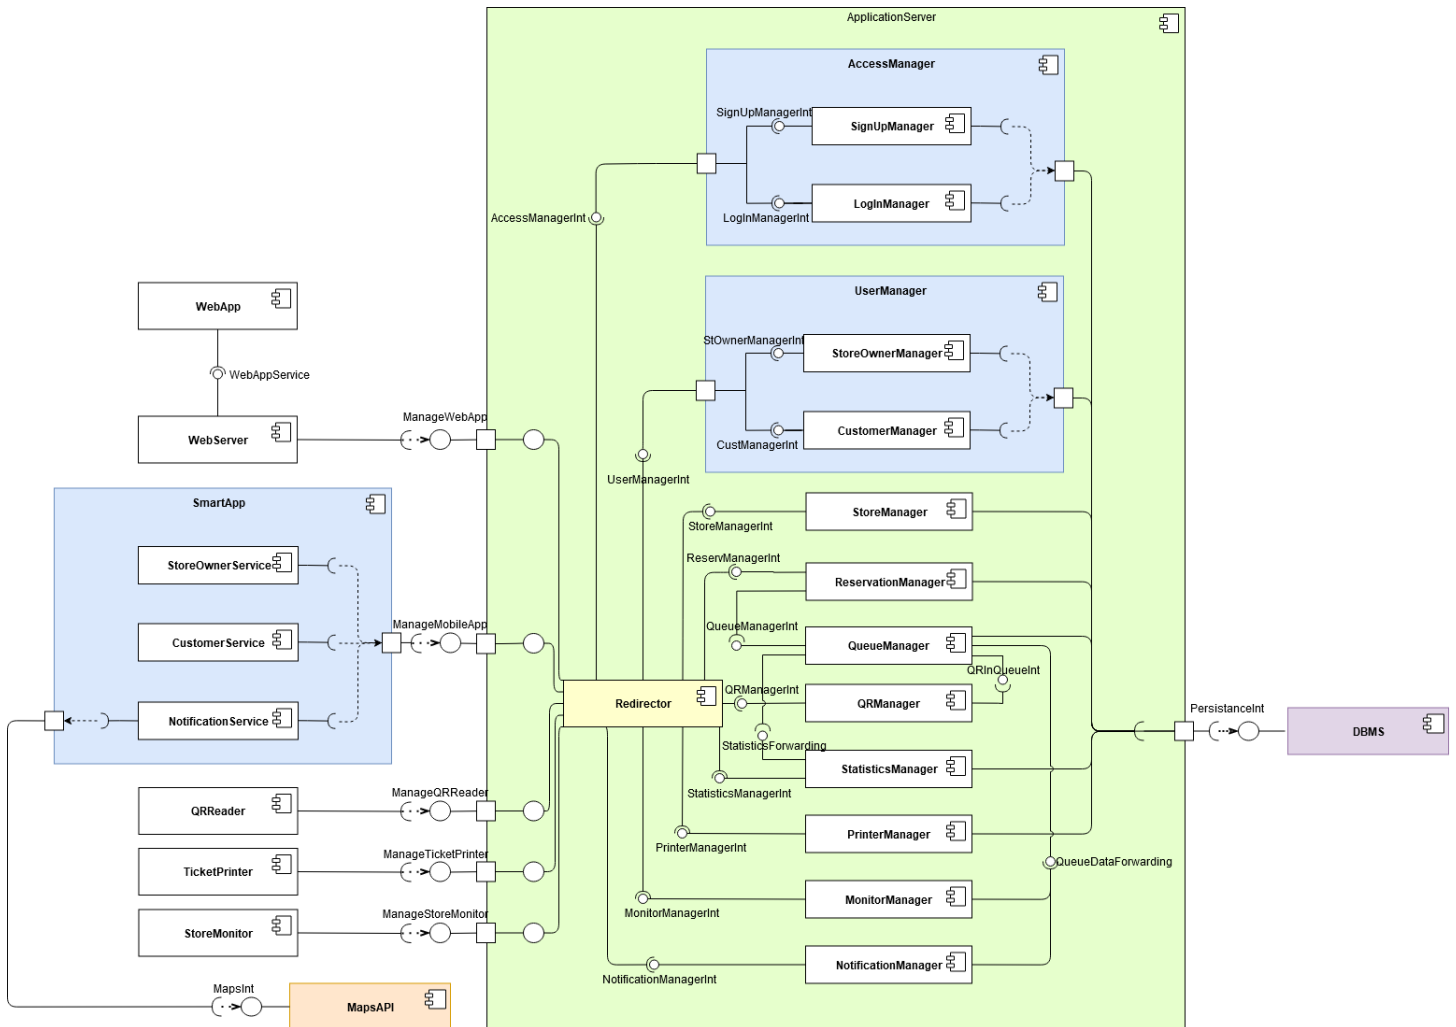 ApplicationServer
AccessManager
SignUpManagerInt
SignUpManager
LogInManager
LogInManagerInt
AccessManagerInt
UserManager
StOwnerManagerInt
StoreOwnerManager
CustomerManager
CustManagerInt
UserManagerInt
WebApp
WebAppService
WebServer
ManageWebApp
SmartApp
StoreOwnerService
CustomerService
NotificationService
ManageMobileApp
StoreManager
StoreManagerInt
ReservManagerInt
ReservationManager
QueueManagerInt
QueueManager
QRInQueueInt
Redirector
QRManagerInt
QRManager
StatisticsForwarding
StatisticsManager
StatisticsManagerInt
PersistanceInt
DBMS
QRReader
ManageQRReader
PrinterManager
PrinterManagerInt
TicketPrinter
ManageTicketPrinter
QueueDataForwarding
MonitorManager
MonitorManagerInt
StoreMonitor
ManageStoreMonitor
NotificationManager
NotificationManagerInt
MapsInt
MapsAPI